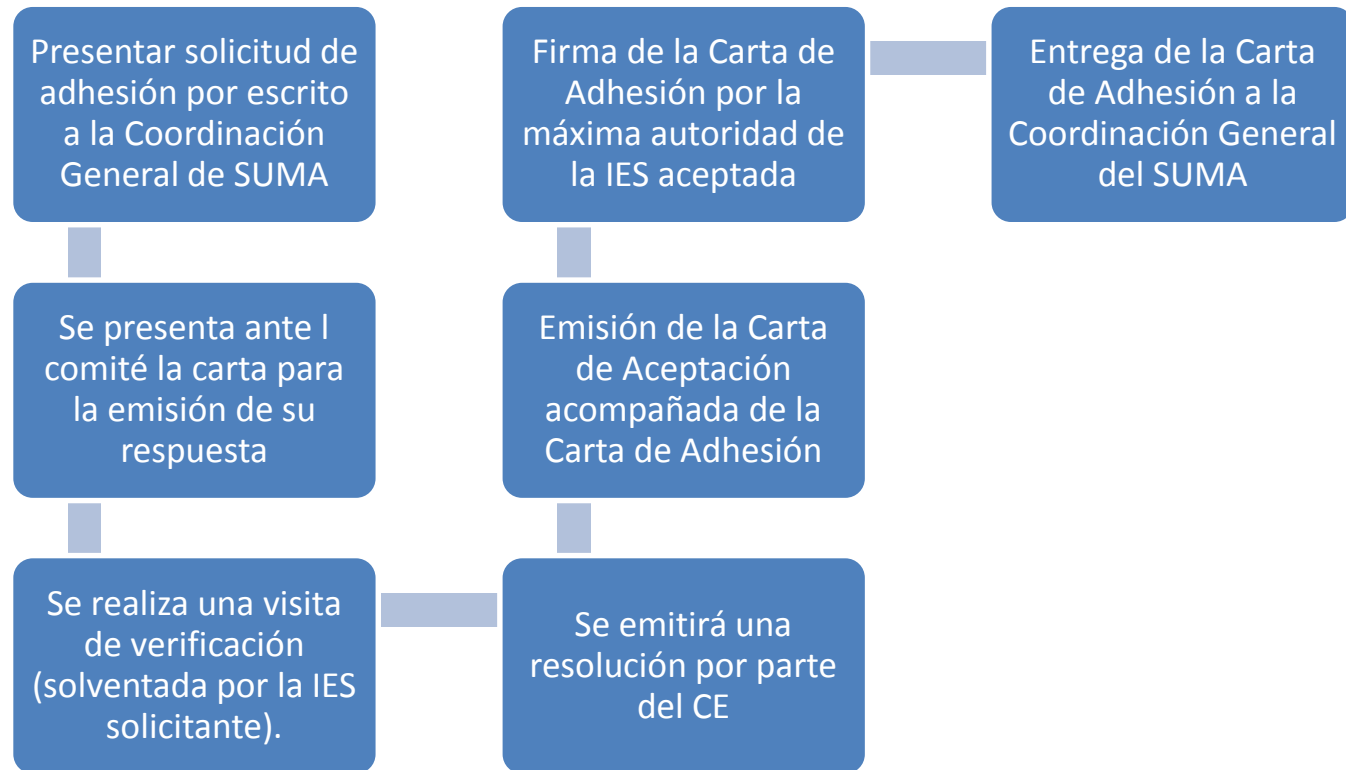 Presentar solicitud de
adhesión por escrito
a la Coordinación
General de SUMA
Se presenta ante l
comité la carta para
la emisión de su
respuesta
Se realiza una visita
de verificación
(solventada por la IES
solicitante).
Se emitirá una
resolución por parte
del CE
Emisión de la Carta
de Aceptación
acompañada de la
Carta de Adhesión
Firma de la Carta de
Adhesión por la
máxima autoridad de
la IES aceptada
Entrega de la Carta
de Adhesión a la
Coordinación General
del SUMA